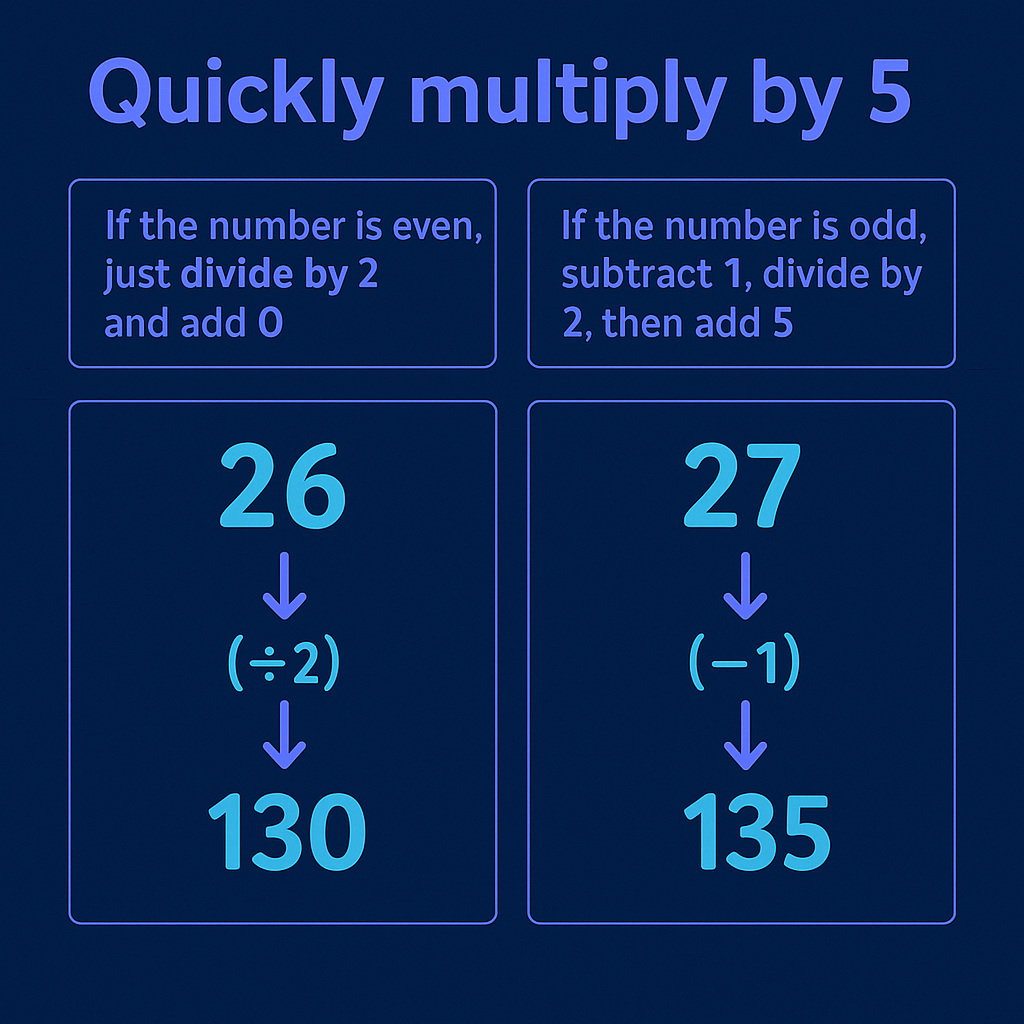 Quickly multiply by 5
If the number is even,
just divide by 2
and add 0
If the number is odd,
subtract 1, divide by
2, then add 5
26
(÷2)
130
27
(−1)
135